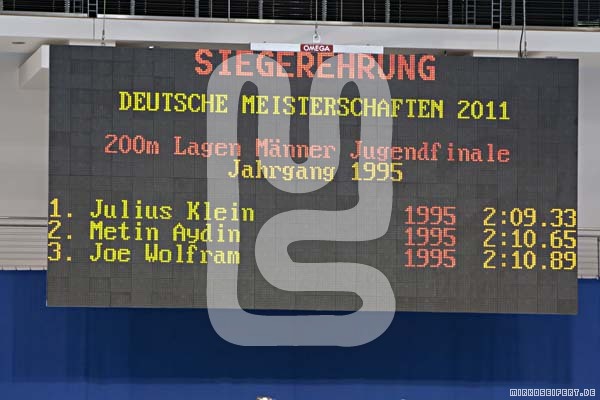 OMEGA
SIEGEREHRUNG
DEUTSCHE MEISTERSCHAFTEN 2011
200m Lagen Männer Jugendfinale
Jahrgang 1995
1. Julius Klein 1995 2:09.33
2. Metin Aydin 1995 2:10.65
3. Joe Wolfram 1995 2:10.89
MIRKOSEIFERT.DE